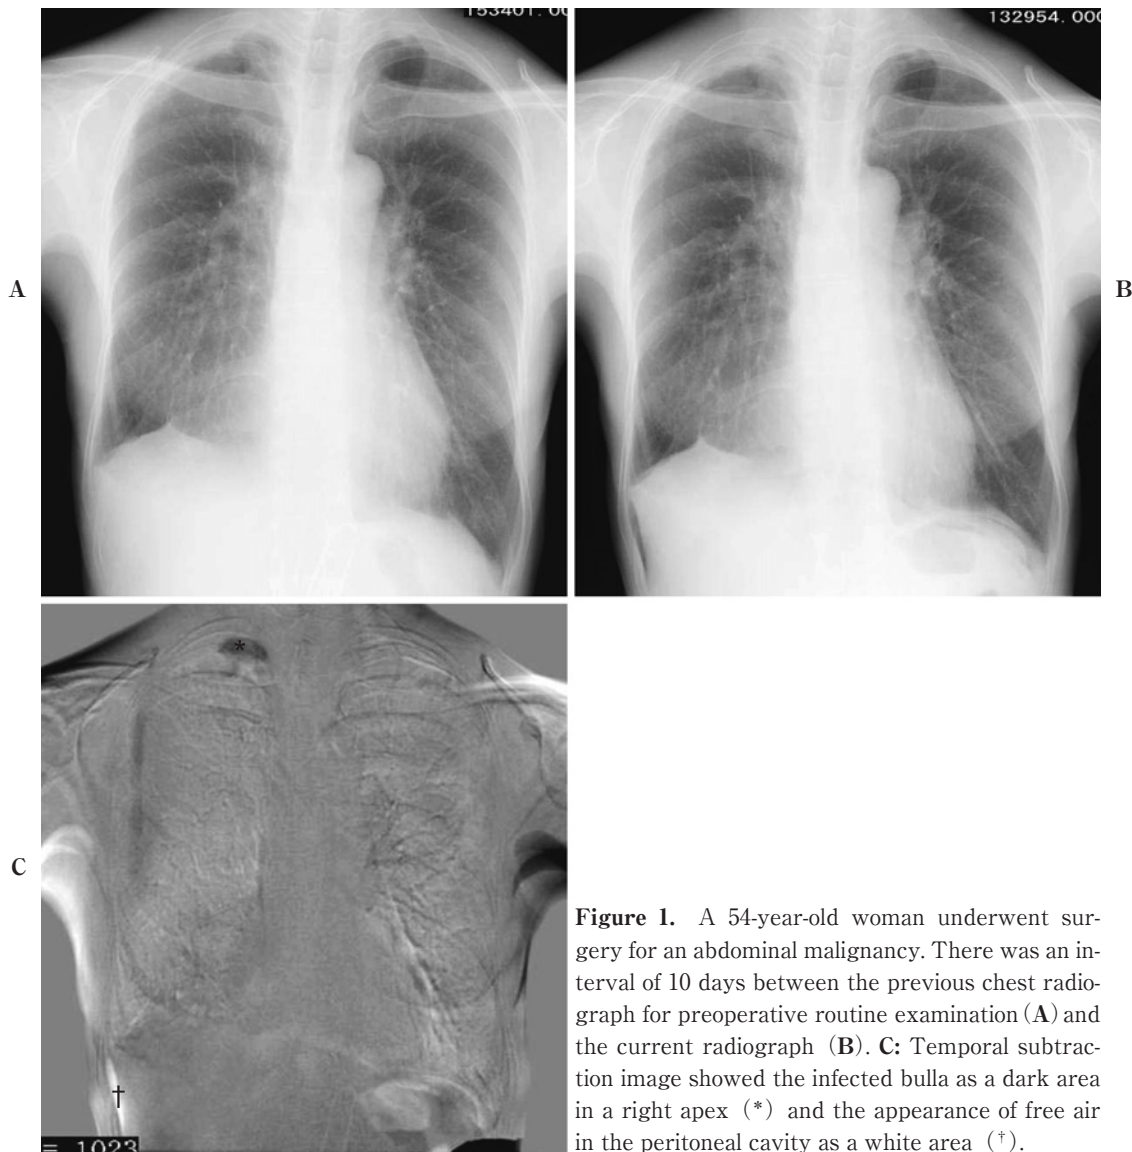 153401. 00
132954. 000
A
B
*
C
†
= 1023
Figure 1. A 54-year-old woman underwent sur-
gery for an abdominal malignancy. There was an in-
terval of 10 days between the previous chest radio-
graph for preoperative routine examination (A) and
the current radiograph (B). C: Temporal subtrac-
tion image showed the infected bulla as a dark area
in a right apex (*) and the appearance of free air
in the peritoneal cavity as a white area (†).